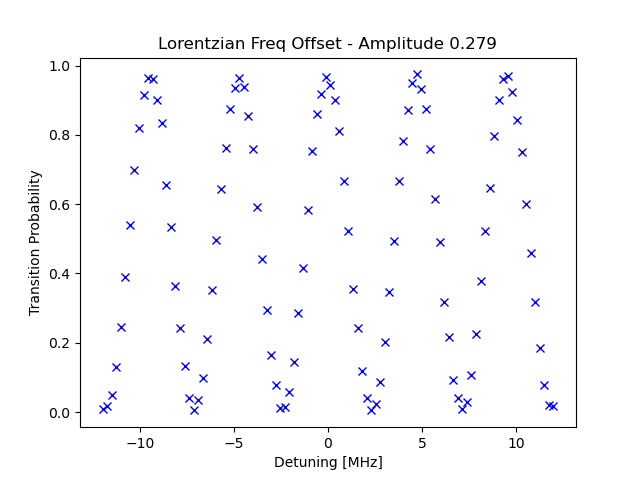 Lorentzian Freq Offset - Amplitude 0.279
Transition Probability
1.0
0.8
0.6
0.4
0.2
0.0
−10 −5 0 5 10
Detuning [MHz]